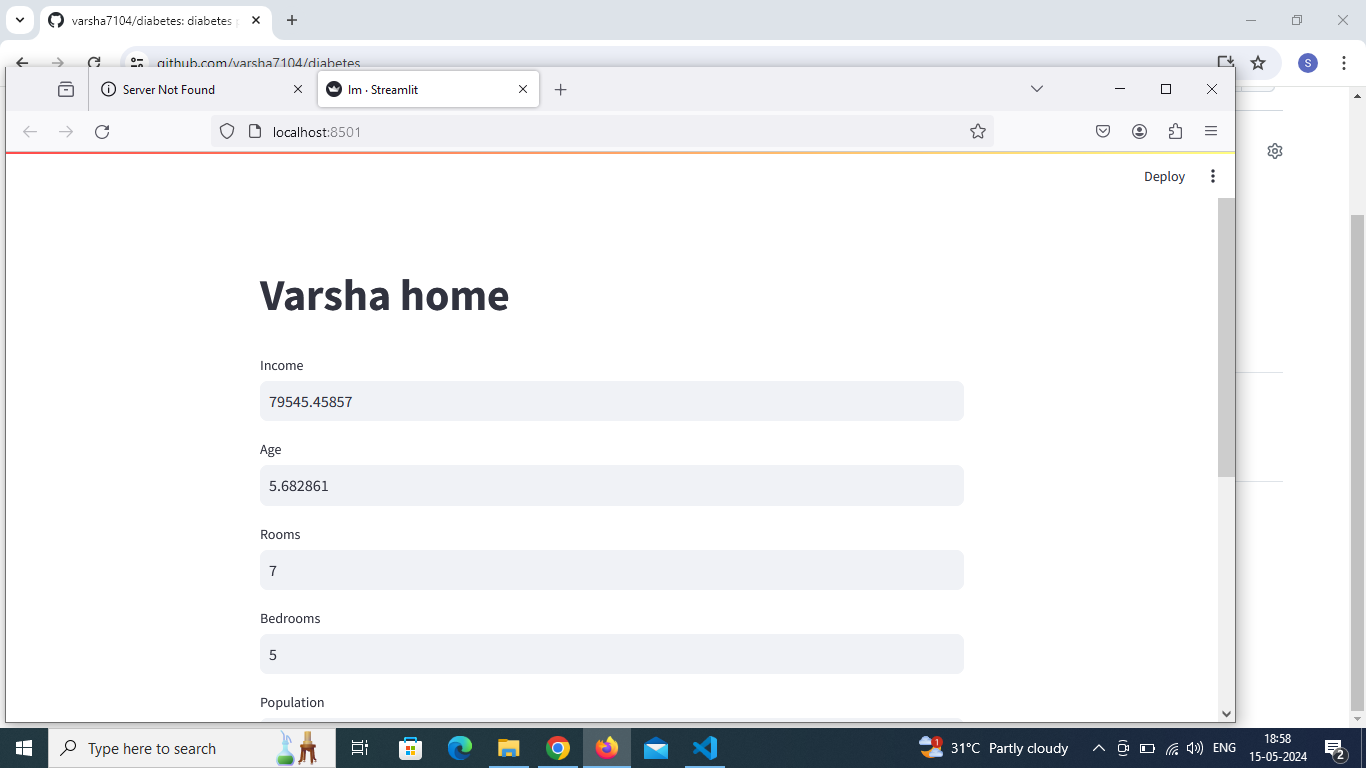 varsha7104/diabetes: diabetes
github.com/varsha7104/diabetes
S
Server Not Found
lm · Streamlit
localhost:8501
Deploy
Varsha home
Income
79545.45857
Age
5.682861
Rooms
7
Bedrooms
5
Population
Type here to search
1
31°C Partly cloudy
ENG
18:58
15-05-2024
2